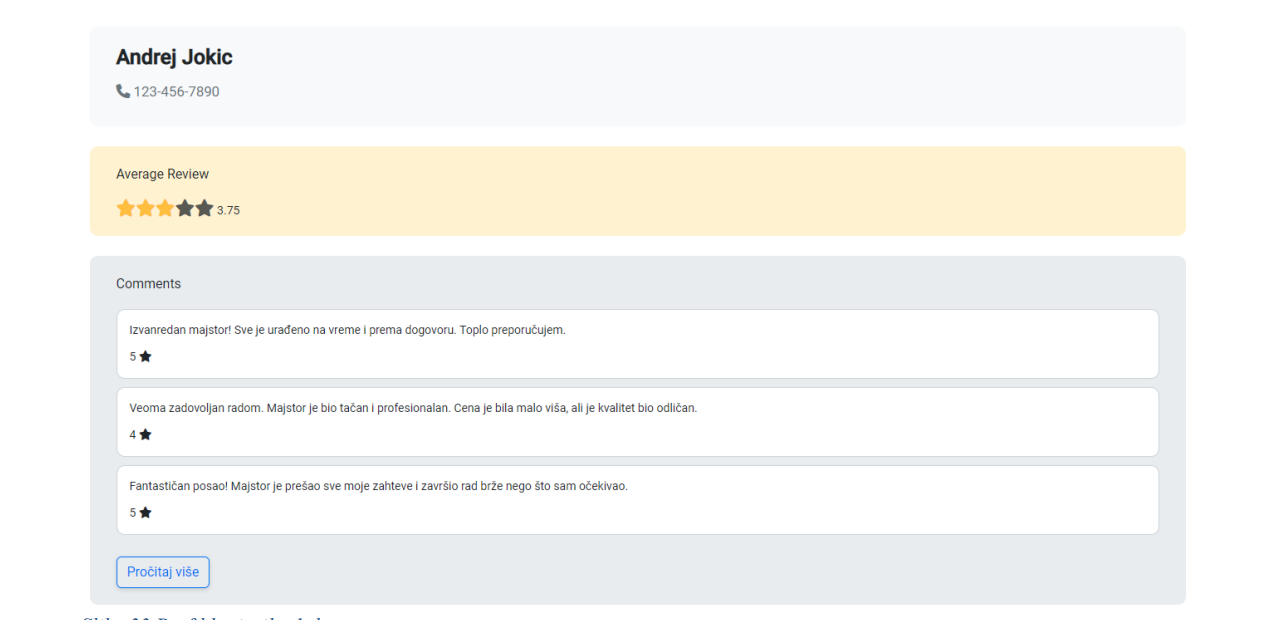 Andrej Jokic
123-456-7890
Average Review
3.75
Comments
Izvanredan majstor! Sve je urađeno na vreme i prema dogovoru. Toplo preporučujem.
5
Veoma zadovoljan radom. Majstor je bio tačan i profesionalan. Cena je bila malo viša, ali je kvalitet bio odličan.
4
Fantastičan posao! Majstor je prešao sve moje zahteve i završio rad brže nego što sam očekivao.
5
Pročitaj više